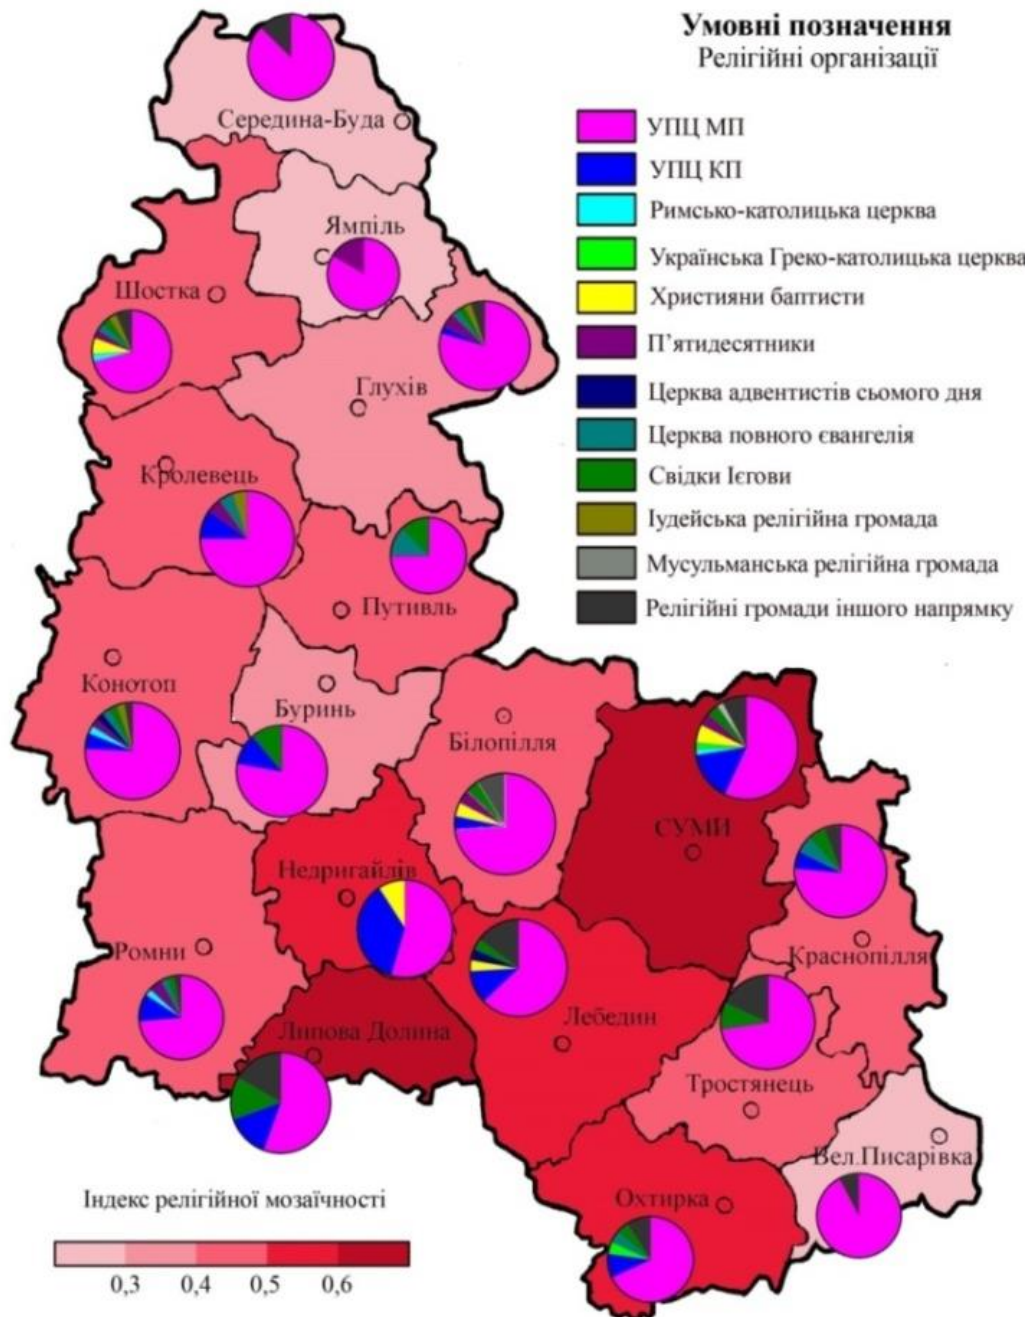 Умовні позначення
Релігійні організації
УПЦ МП
УПЦ КП
Римсько-католицька церква
Українська Греко-католицька церква
Християни баптисти
П’ятидесятники
Церква адвентистів сьомого дня
Церква повного євангелія
Свідки Ієгови
Іудейська релігійна громада
Мусульманська релігійна громада
Релігійні громади іншого напрямку
Середина-Буда
Ямпіль
Шостка
Глухів
Кролевець
Путивль
Конотоп
Буринь
Білопілля
СУМИ
Недригайлів
Ромни
Краснопілля
Липова Долина
Лебедин
Тростянець
Вел.Писарівка
Охтирка
Індекс релігійної мозаїчності
0,3 0,4 0,5 0,6